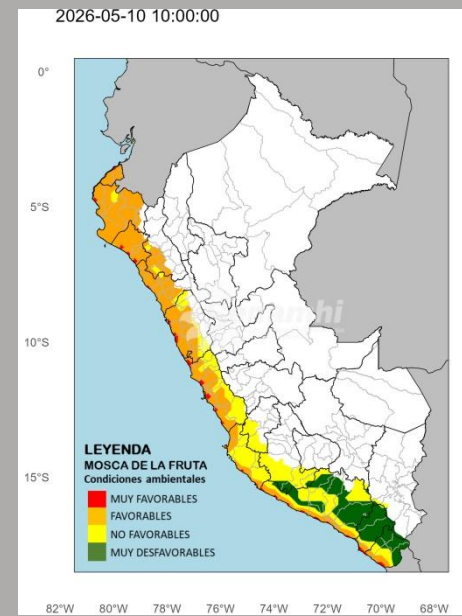 2026-05-10 10:00:00
0°
5°S
10°S
15°S
senamhi
LEYENDA
MOSCA DE LA FRUTA
Condiciones ambientales
MUY FAVORABLES
FAVORABLES
NO FAVORABLES
MUY DESFAVORABLES
82°W 80°W 78°W 76°W 74°W 72°W 70°W 68°W